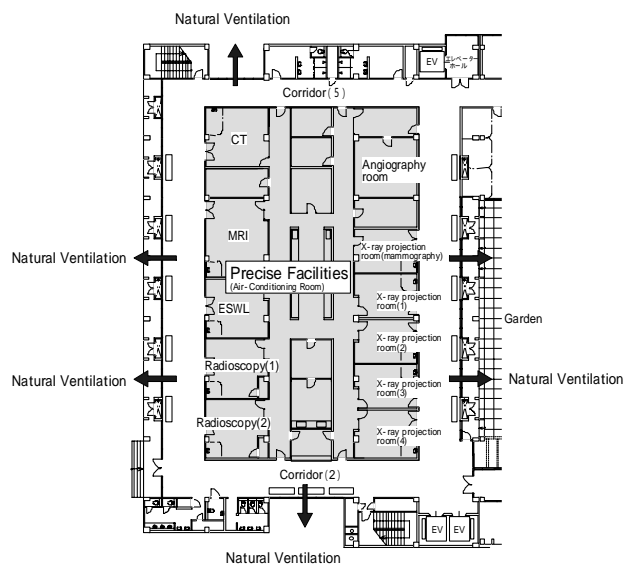 Natural Ventilation
EV
エレベーター
ホール
Corridor(5)
CT
Angiography
room
MRI
X-ray projection
room(mammography)
Natural Ventilation
Precise Facilities
(Air-Conditioning Room)
ESWL
X-ray projection
room(1)
Garden
X-ray projection
room(2)
Radioscopy(1)
Natural Ventilation
X-ray projection
room(3)
Natural Ventilation
Radioscopy(2)
X-ray projection
room(4)
Corridor(2)
EV EV
Natural Ventilation